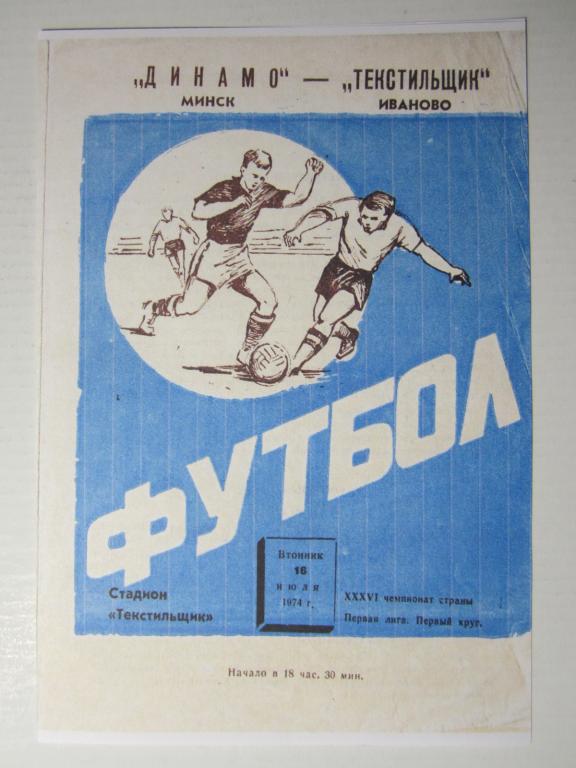 „ДИНАМО“ — „ТЕКСТИЛЬЩИК“
МИНСК ИВАНОВО
ФУТБОЛ
Втонник
16
июля
1974 г.
Стадион
«Текстильщик»
XXXVI чемпионат страны
Первая лига. Первый круг.
Начало в 18 час. 30 мин.